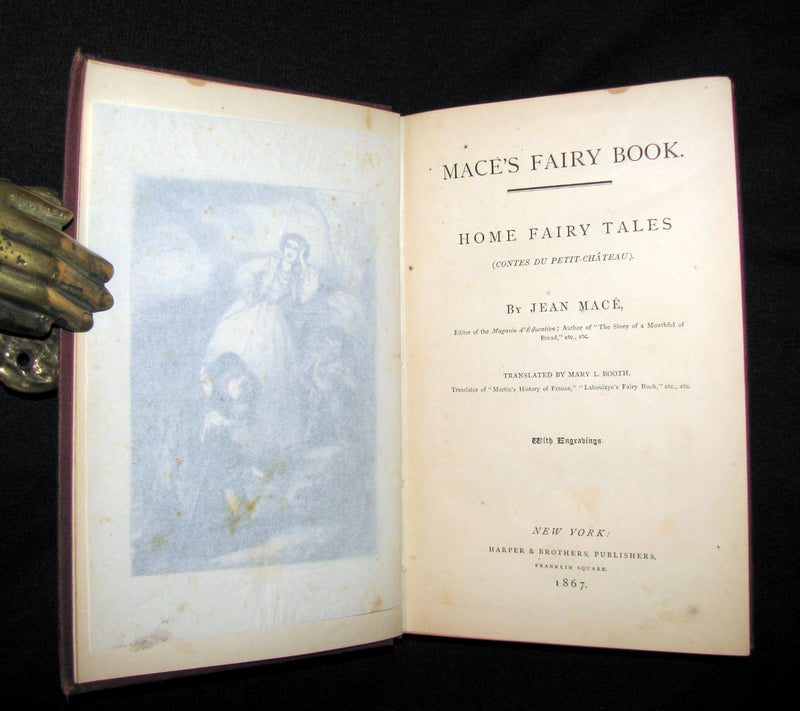 MACÉ'S FAIRY BOOK.
HOME FAIRY TALES
(CONTES DU PETIT-CHÂTEAU).
BY JEAN MACÉ,
Editor of the Magasin d'Éducation; Author of "The Story of a Mouthful of
Bread," etc., etc.
TRANSLATED BY MARY L. BOOTH,
Translator of "Martin's History of France," "Laboulaye's Fairy Book," etc., etc.
With Engravings.
NEW YORK:
HARPER & BROTHERS, PUBLISHERS,
FRANKLIN SQUARE.
1867.